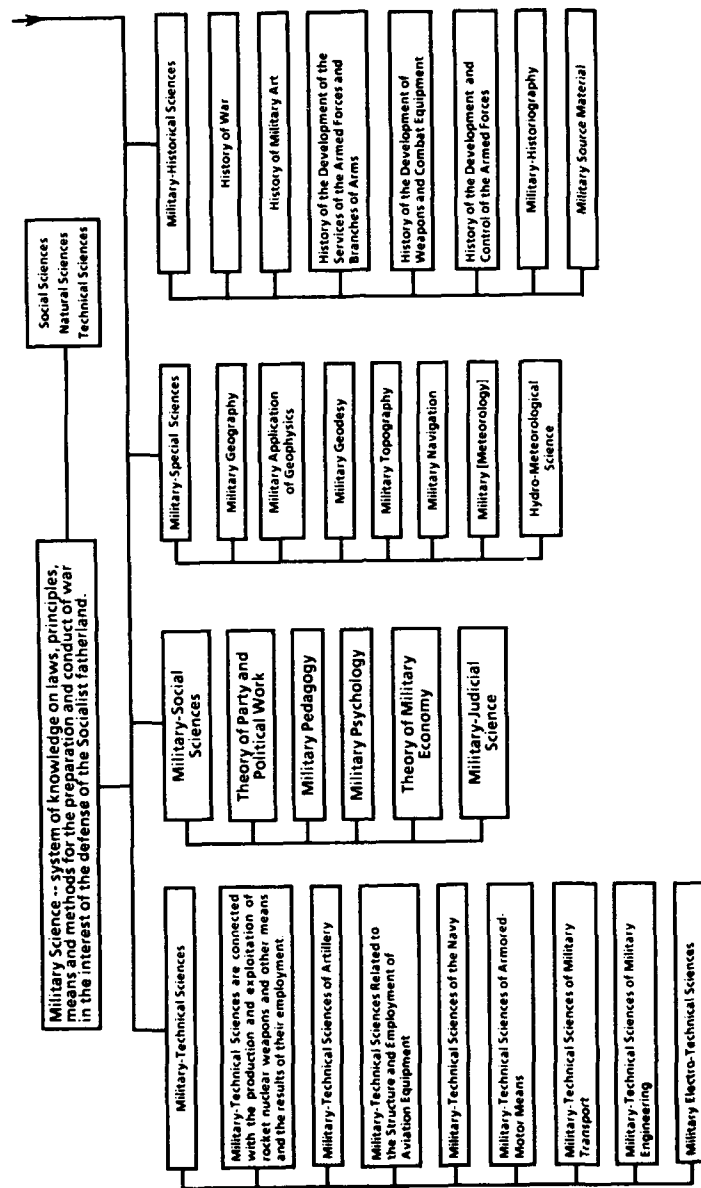 Military Science -- system of knowledge on laws, principles,
means and methods for the preparation and conduct of war
in the interest of the defense of the Socialist fatherland.
Social Sciences
Natural Sciences
Technical Sciences
Military-Technical Sciences
Military-Technical Sciences are connected
with the production and exploitation of
rocket nuclear weapons and other means
and the results of their employment.
Military-Technical Sciences of Artillery
Military-Technical Sciences Related to
the Structure and Employment of
Aviation Equipment
Military-Technical Sciences of the Navy
Military-Technical Sciences of Armored-
Motor Means
Military-Technical Sciences of Military
Transport
Military-Technical Sciences of Military
Engineering
Military Electro-Technical Sciences
Military-Social
Sciences
Theory of Party and
Political Work
Military Pedagogy
Military Psychology
Theory of Military
Economy
Military-Judicial
Science
Military-Special Sciences
Military Geography
Military Application
of Geophysics
Military Geodesy
Military Topography
Military Navigation
Military [Meteorology]
Hydro-Meteorological
Science
Military-Historical Sciences
History of War
History of Military Art
History of the Development of the
Services of the Armed Forces and
Branches of Arms
History of the Development of
Weapons and Combat Equipment
History of the Development and
Control of the Armed Forces
Military-Historiography
Military Source Material